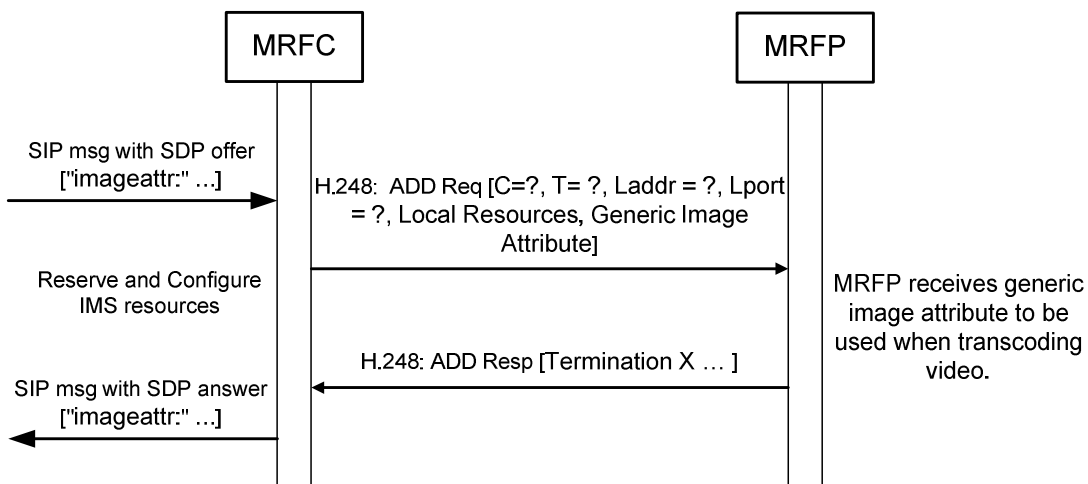 MRFC
MRFP
SIP msg with SDP offer
["imageattr:" ...]
H.248: ADD Req [C=?, T= ?, Laddr = ?, Lport
= ?, Local Resources, Generic Image
Attribute]
Reserve and Configure
IMS resources
MRFP receives generic
image attribute to be
used when transcoding
video.
H.248: ADD Resp [Termination X ... ]
SIP msg with SDP answer
["imageattr:" ...]